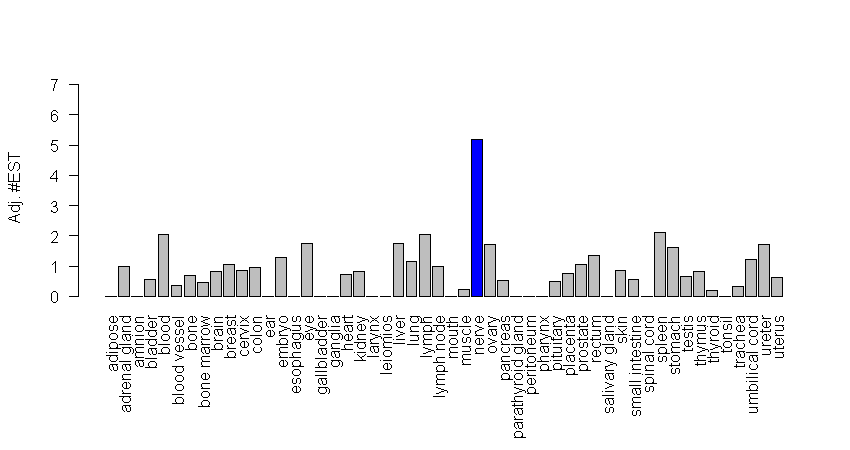 Adj. #EST
7
6
5
4
3
2
1
0
adipose
adrenal gland
amnion
bladder
blood
blood vessel
bone
bone marrow
brain
breast
cervix
colon
ear
embryo
esophagus
eye
gallbladder
ganglia
heart
kidney
larynx
leiomios
liver
lung
lymph
lymph node
mouth
muscle
nerve
ovary
pancreas
parathyroid gland
peritoneum
pharynx
pituitary
placenta
prostate
rectum
salivary gland
skin
small intestine
spinal cord
spleen
stomach
testis
thymus
thyroid
tonsil
trachea
umbilical cord
ureter
uterus